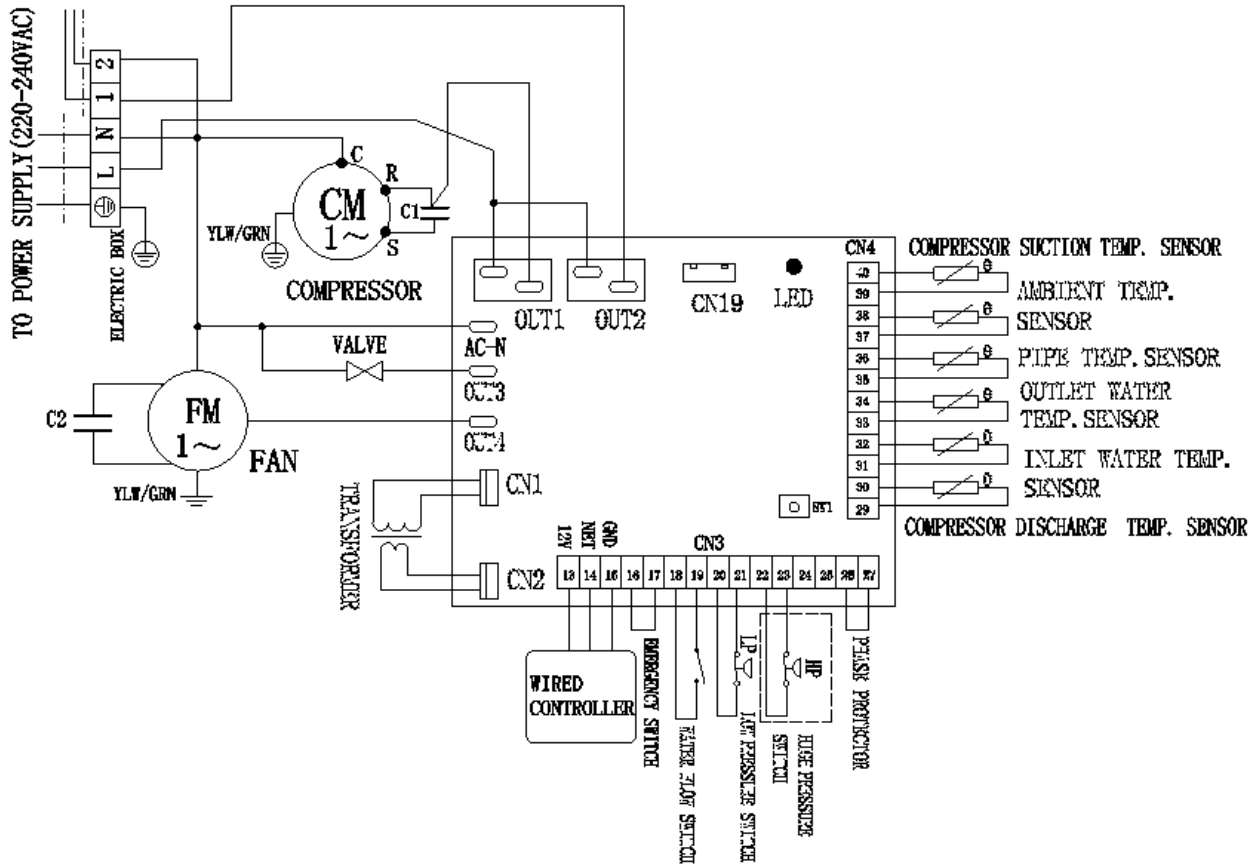 TO POWER SUPPLY(220-240VAC)
2
1
N
L
ELECTRIC BOX
C
R
CM
1~
C1
S
YLW/GRN
COMPRESSOR
OUT1
OUT2
CN19
LED
CN4
COMPRESSOR SUCTION TEMP. SENSOR
AMBIENT TEMP.
SENSOR
PIPE TEMP. SENSOR
OUTLET WATER
TEMP. SENSOR
INLET WATER TEMP.
SENSOR
COMPRESSOR DISCHARGE TEMP. SENSOR
40
39
38
37
36
35
34
33
32
31
30
29
θ
θ
θ
θ
θ
θ
VALVE
AC-N
OUT3
OUT4
C2
FM
1~
FAN
YLW/GRN
TRANSFORMER
CN1
CN2
SW1
12V
NET
GND
CN3
13 14 15 16 17 18 19 20 21 22 23 24 25 26 27
WIRED
CONTROLLER
EMERGENCY SWITCH
WATER FLOW SWITCH
LP
LOW PRESSURE SWITCH
HP
HIGH PRESSURE
SWITCH
PHASE PROTECTOR